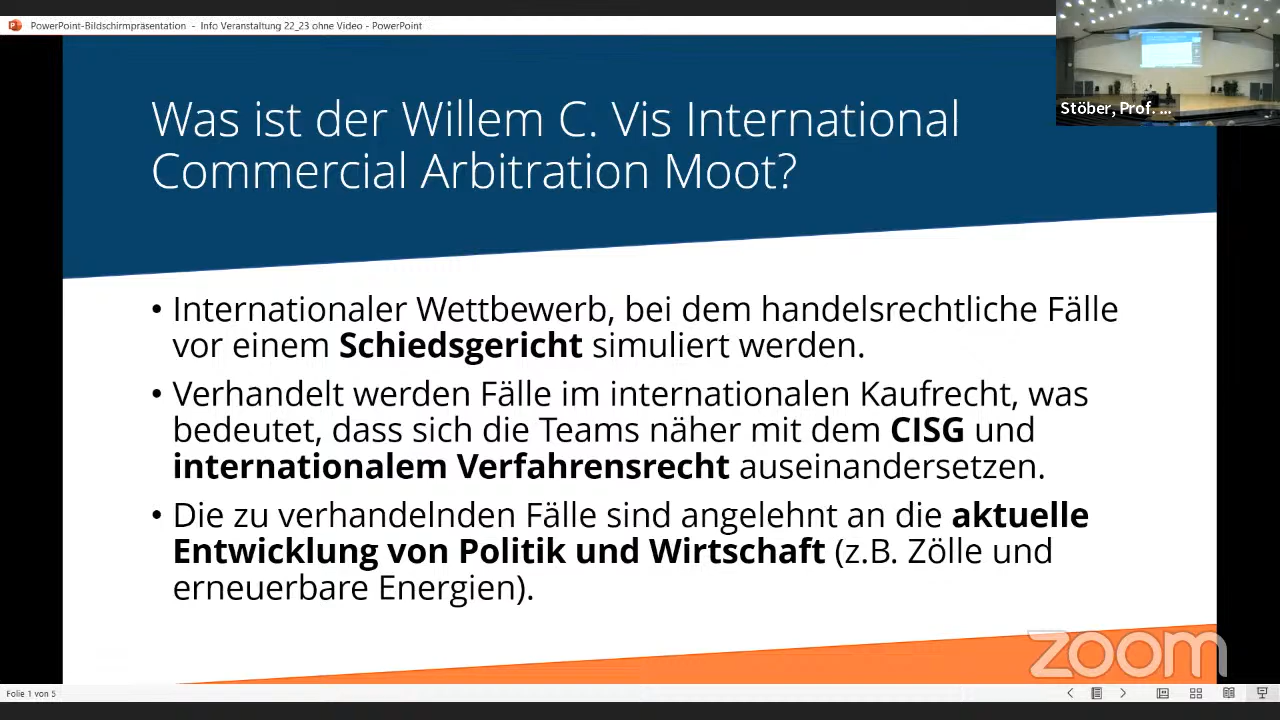 PowerPoint-Bildschirmpräsentation - Info Veranstaltung 22_23 ohne Video - PowerPoint
Stöber, Prof. ...
Was ist der Willem C. Vis International
Commercial Arbitration Moot?
• Internationaler Wettbewerb, bei dem handelsrechtliche Fälle
vor einem Schiedsgericht simuliert werden.
• Verhandelt werden Fälle im internationalen Kaufrecht, was
bedeutet, dass sich die Teams näher mit dem CISG und
internationalem Verfahrensrecht auseinandersetzen.
• Die zu verhandelnden Fälle sind angelehnt an die aktuelle
Entwicklung von Politik und Wirtschaft (z.B. Zölle und
erneuerbare Energien).
zoom
Folie 1 von 5